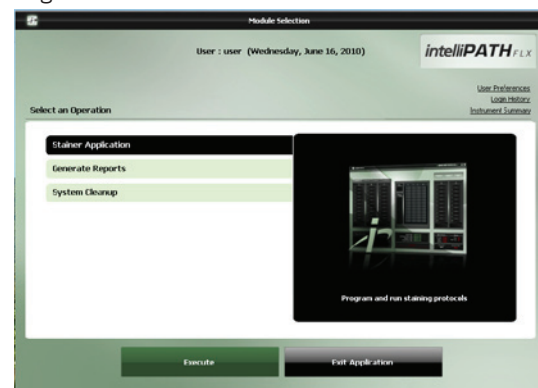 Module Selection
User : user (Wednesday, June 16, 2010)
intelliPATH FLX
User Preferences
Login History
Instrument Summary
Select an Operation
Stainer Application
Generate Reports
System Cleanup
Program and run staining protocols
Execute
Exit Application